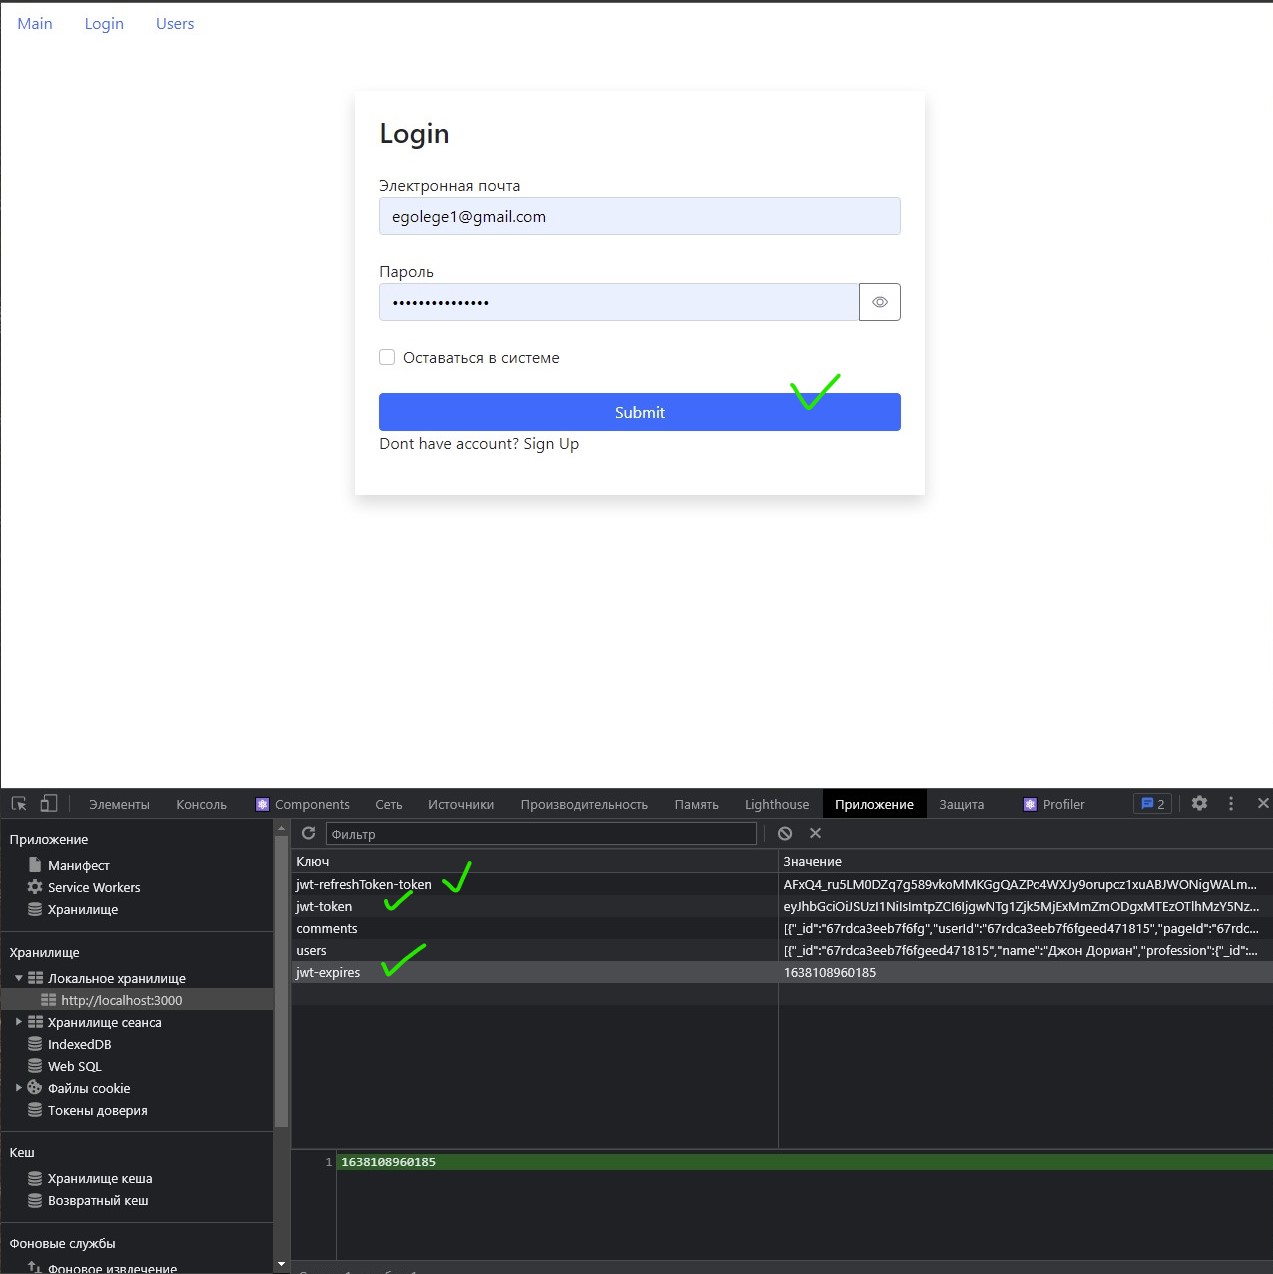 Main Login Users
Login
Электронная почта
egolege1@gmail.com
Пароль
•••••••••••••••
Оставаться в системе
Submit
Dont have account? Sign Up
Элементы Консоль Components Сеть Источники Производительность Память Lighthouse Приложение Защита Profiler 2
Приложение
Манифест
Service Workers
Хранилище
Хранилище
Локальное хранилище
http://localhost:3000
Хранилище сеанса
IndexedDB
Web SQL
Файлы cookie
Токены доверия
Кеш
Хранилище кеша
Возвратный кеш
Фоновые службы
Фоновое извлечение
Фильтр
Ключ Значение
jwt-refreshToken-token AFxQ4_ru5LM0DZq7g589vkoMMKGgQAZPc4WXJy9orupcz1xuABJWONigWALm...
jwt-token eyJhbGciOiJSUzI1NiIsImtpZCI6IjgwNTg1Zjk5MjExMmZmODgxMTEzOTlhMzY5Nz...
comments [{"_id":"67rdca3eeb7f6fg","userId":"67rdca3eeb7f6fgeed471815","pageId":"67rdc...
users [{"_id":"67rdca3eeb7f6fgeed471815","name":"Джон Дориан","profession":{"_id":...
jwt-expires 1638108960185
1 1638108960185